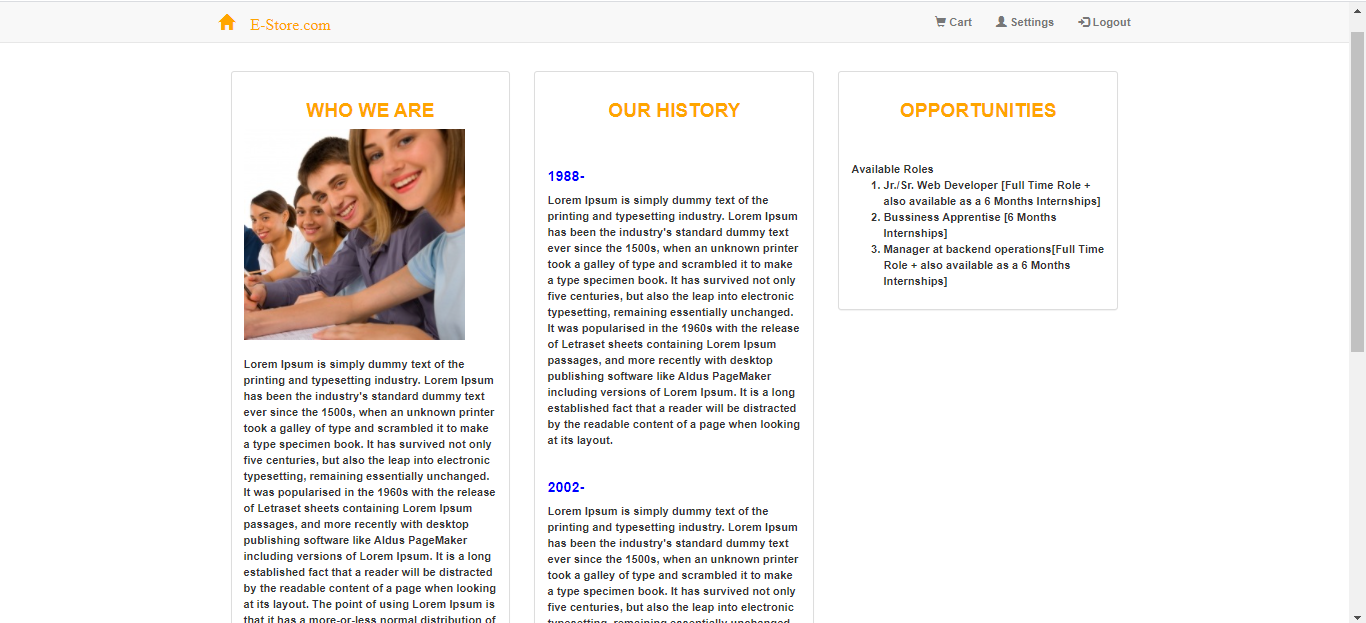 E-Store.com
Cart
Settings
Logout
WHO WE ARE
Lorem Ipsum is simply dummy text of the
printing and typesetting industry. Lorem Ipsum
has been the industry's standard dummy text
ever since the 1500s, when an unknown printer
took a galley of type and scrambled it to make
a type specimen book. It has survived not only
five centuries, but also the leap into electronic
typesetting, remaining essentially unchanged.
It was popularised in the 1960s with the release
of Letraset sheets containing Lorem Ipsum
passages, and more recently with desktop
publishing software like Aldus PageMaker
including versions of Lorem Ipsum. It is a long
established fact that a reader will be distracted
by the readable content of a page when looking
at its layout. The point of using Lorem Ipsum is
that it has a more-or-less normal distribution of
OUR HISTORY
1988-
Lorem Ipsum is simply dummy text of the
printing and typesetting industry. Lorem Ipsum
has been the industry's standard dummy text
ever since the 1500s, when an unknown printer
took a galley of type and scrambled it to make
a type specimen book. It has survived not only
five centuries, but also the leap into electronic
typesetting, remaining essentially unchanged.
It was popularised in the 1960s with the release
of Letraset sheets containing Lorem Ipsum
passages, and more recently with desktop
publishing software like Aldus PageMaker
including versions of Lorem Ipsum. It is a long
established fact that a reader will be distracted
by the readable content of a page when looking
at its layout.
2002-
Lorem Ipsum is simply dummy text of the
printing and typesetting industry. Lorem Ipsum
has been the industry's standard dummy text
ever since the 1500s, when an unknown printer
took a galley of type and scrambled it to make
a type specimen book. It has survived not only
five centuries, but also the leap into electronic
typesetting, remaining essentially unchanged.
OPPORTUNITIES
Available Roles
1. Jr./Sr. Web Developer [Full Time Role +
also available as a 6 Months Internships]
2. Bussiness Apprentise [6 Months
Internships]
3. Manager at backend operations[Full Time
Role + also available as a 6 Months
Internships]